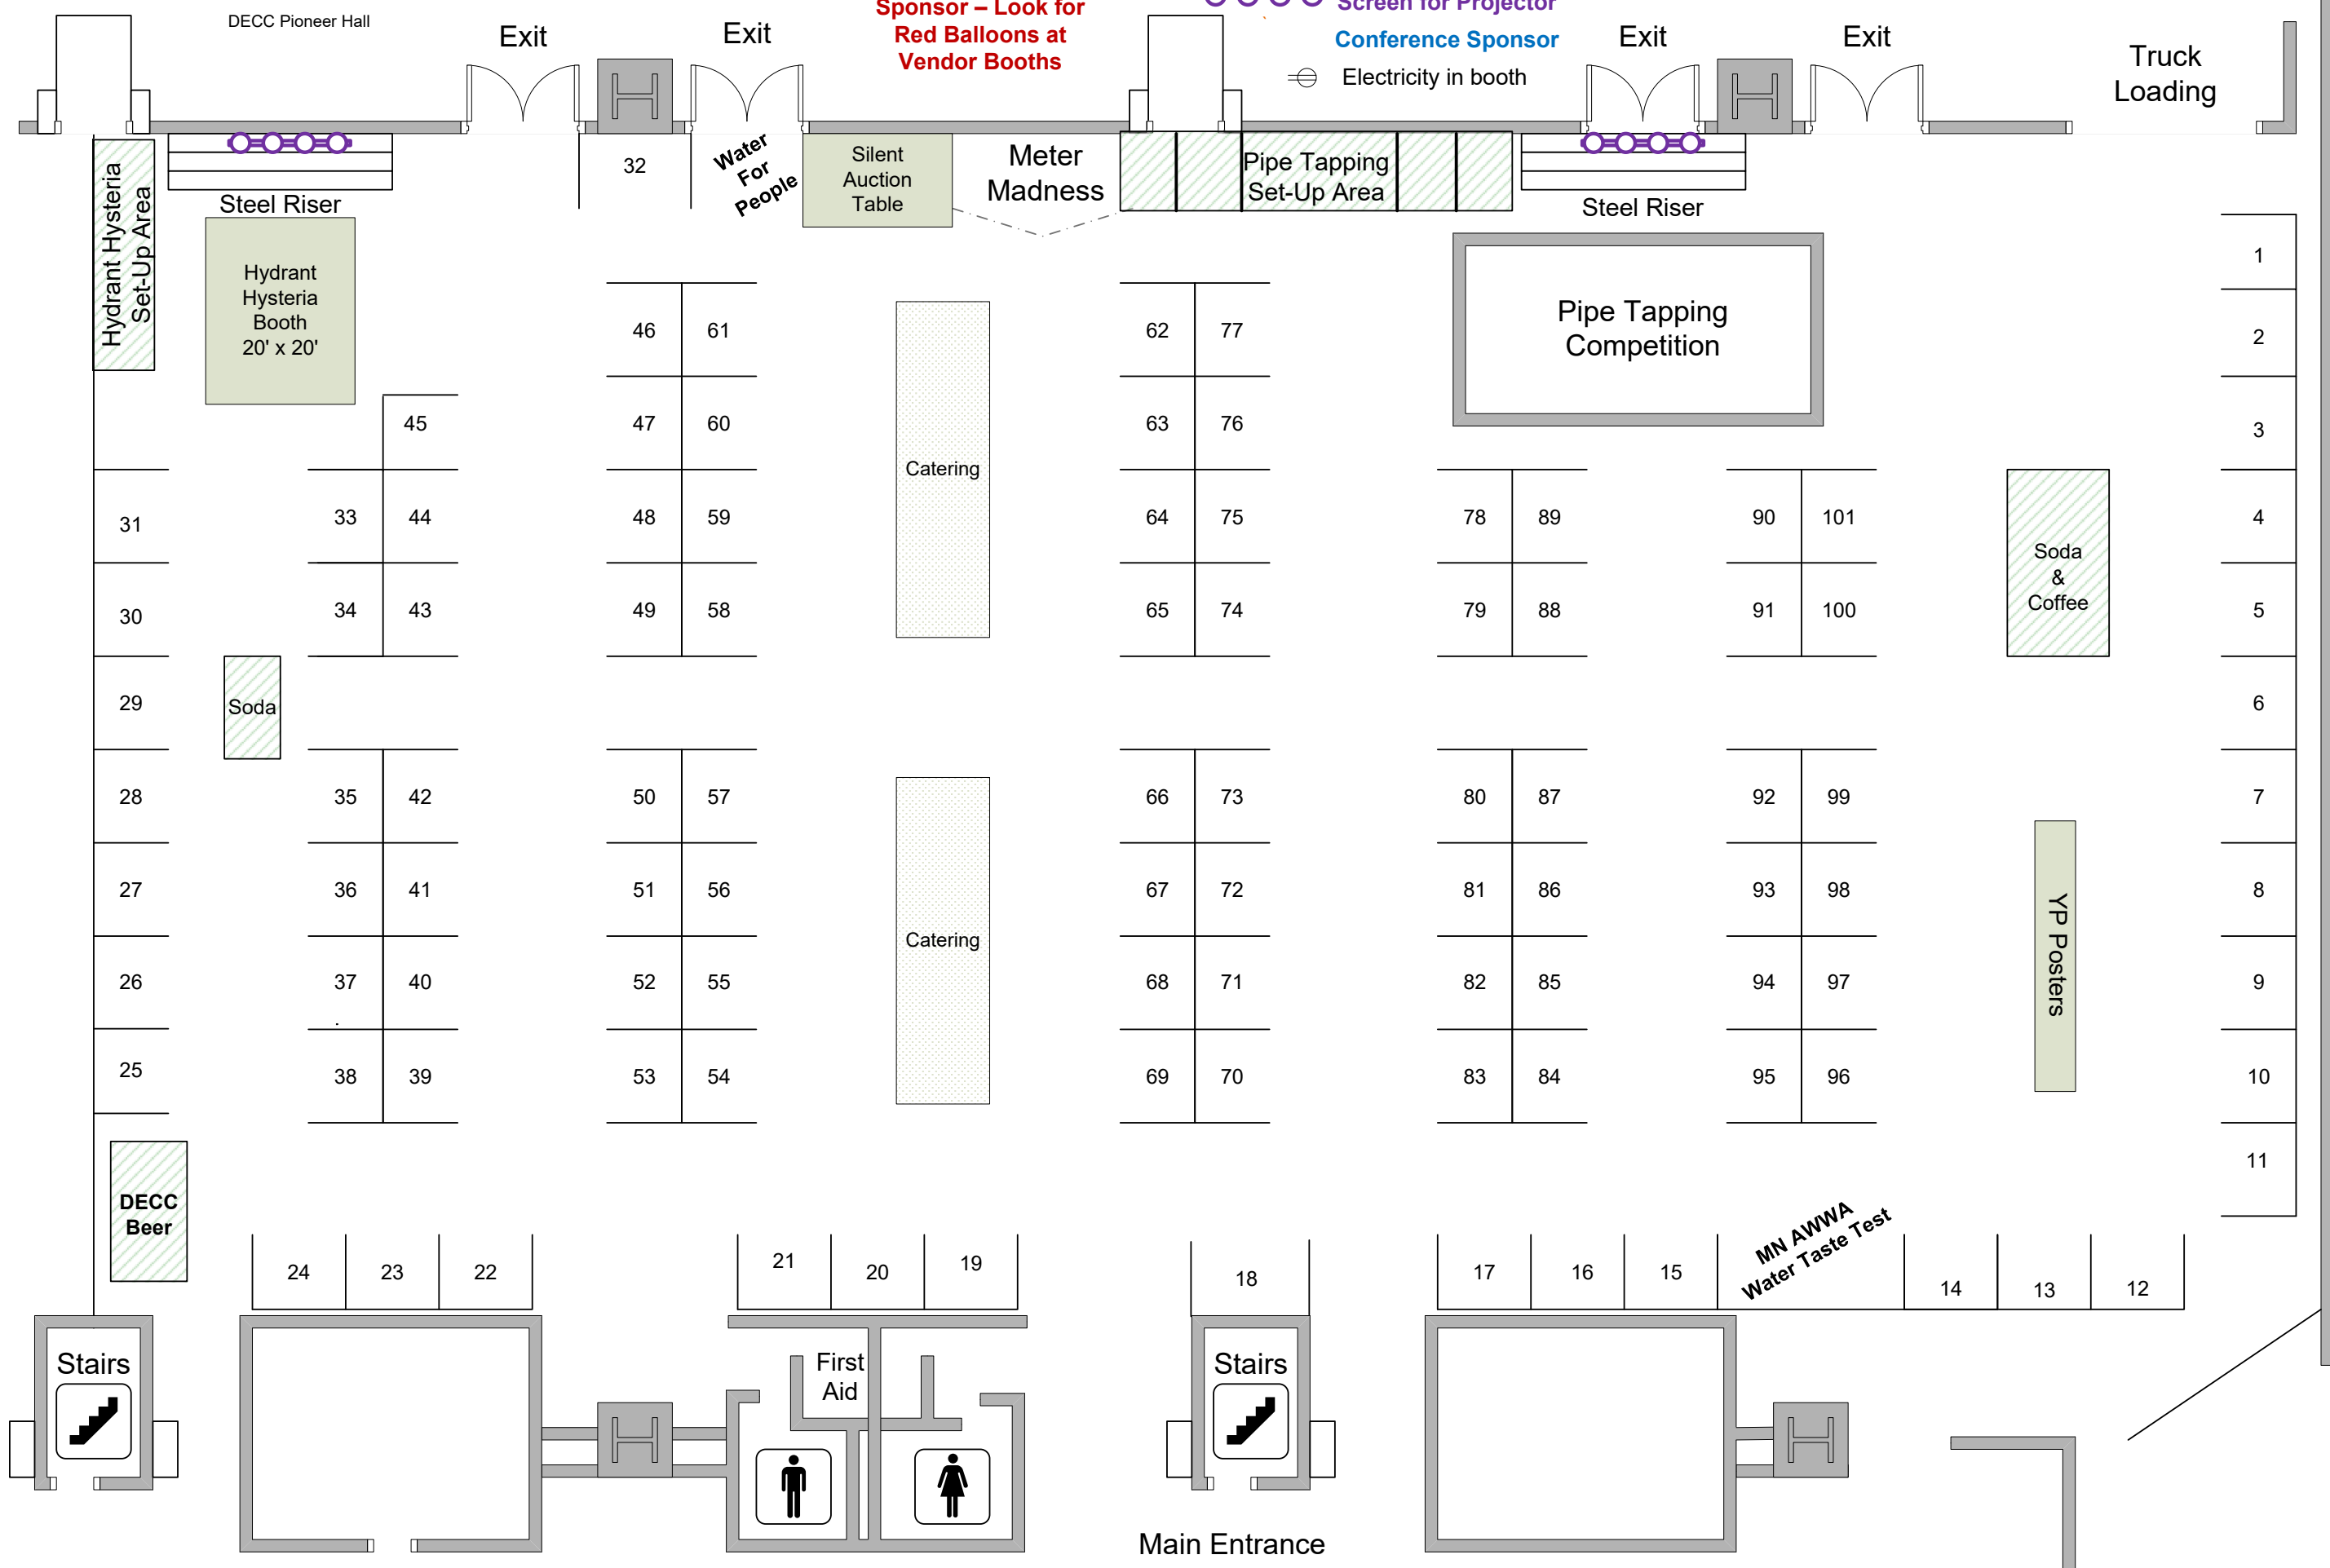 DECC Pioneer Hall
Exit
Exit
Sponsor – Look for
Red Balloons at
Vendor Booths
Screen for Projector
Conference Sponsor
Electricity in booth
Exit
Exit
Truck
Loading
Hydrant Hysteria
Set-Up Area
Steel Riser
32
Water
For
People
Silent
Auction
Table
Meter
Madness
Pipe Tapping
Set-Up Area
Steel Riser
Hydrant
Hysteria
Booth
20' x 20'
Pipe Tapping
Competition
1
46 61
62 77
2
45
47 60
Catering
63 76
3
31
33 44
48 59
64 75
78 89
90 101
Soda
&
Coffee
4
30
34 43
49 58
65 74
79 88
91 100
5
29
Soda
6
28
35 42
50 57
66 73
80 87
92 99
7
27
36 41
51 56
Catering
67 72
81 86
93 98
YP Posters
8
26
37 40
52 55
68 71
82 85
94 97
9
25
38 39
53 54
69 70
83 84
95 96
10
11
DECC
Beer
24 23 22
21 20 19
18
17 16 15
MN AWWA
Water Taste Test
14 13 12
Stairs
First
Aid
Stairs
Main Entrance